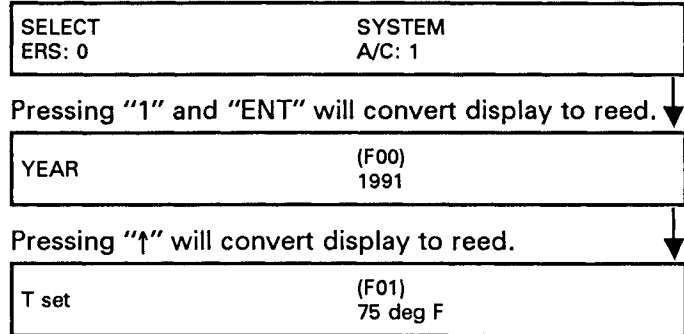 SELECT SYSTEM
ERS: 0 A/C: 1
Pressing "1" and "ENT" will convert display to reed.
YEAR (F00)
1991
Pressing "↑" will convert display to reed.
T set (F01)
75 deg F